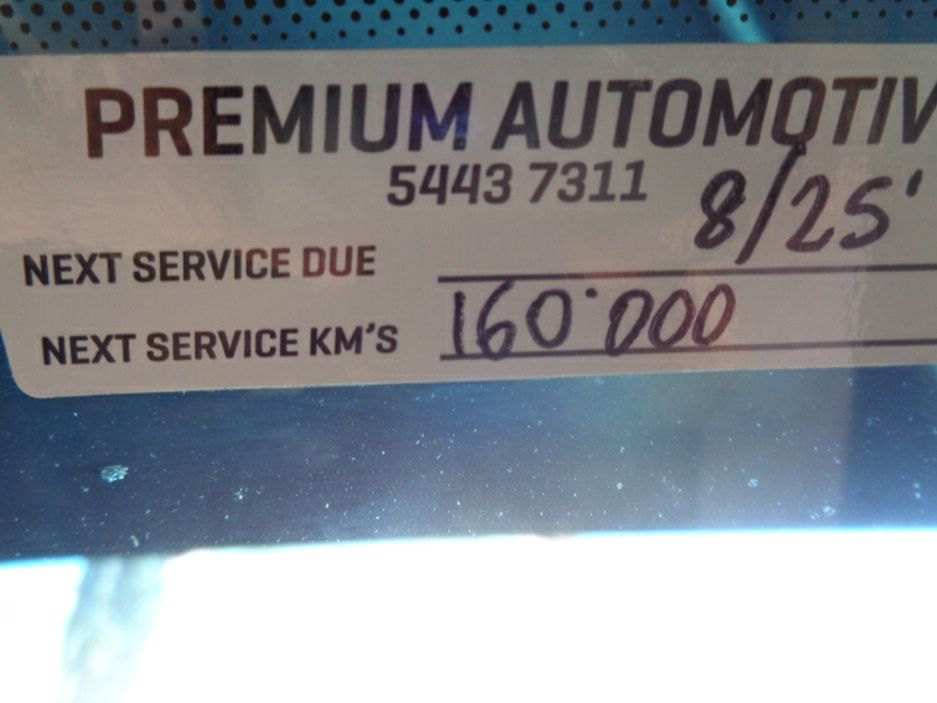 PREMIUM AUTOMOTIV
5443 7311
NEXT SERVICE DUE 8/25'
NEXT SERVICE KM'S 160'000